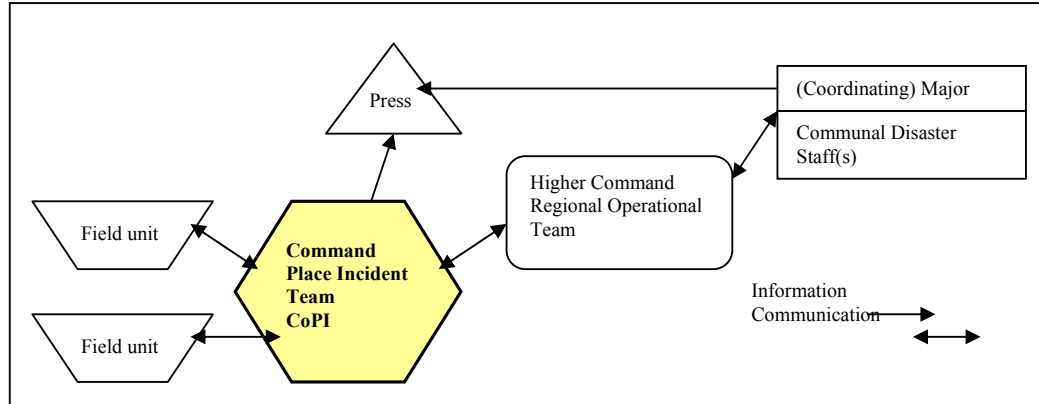 Press
(Coordinating) Major
Communal Disaster
Staff(s)
Higher Command
Regional Operational
Team
Field unit
Command
Place Incident
Team
CoPI
Field unit
Information
Communication